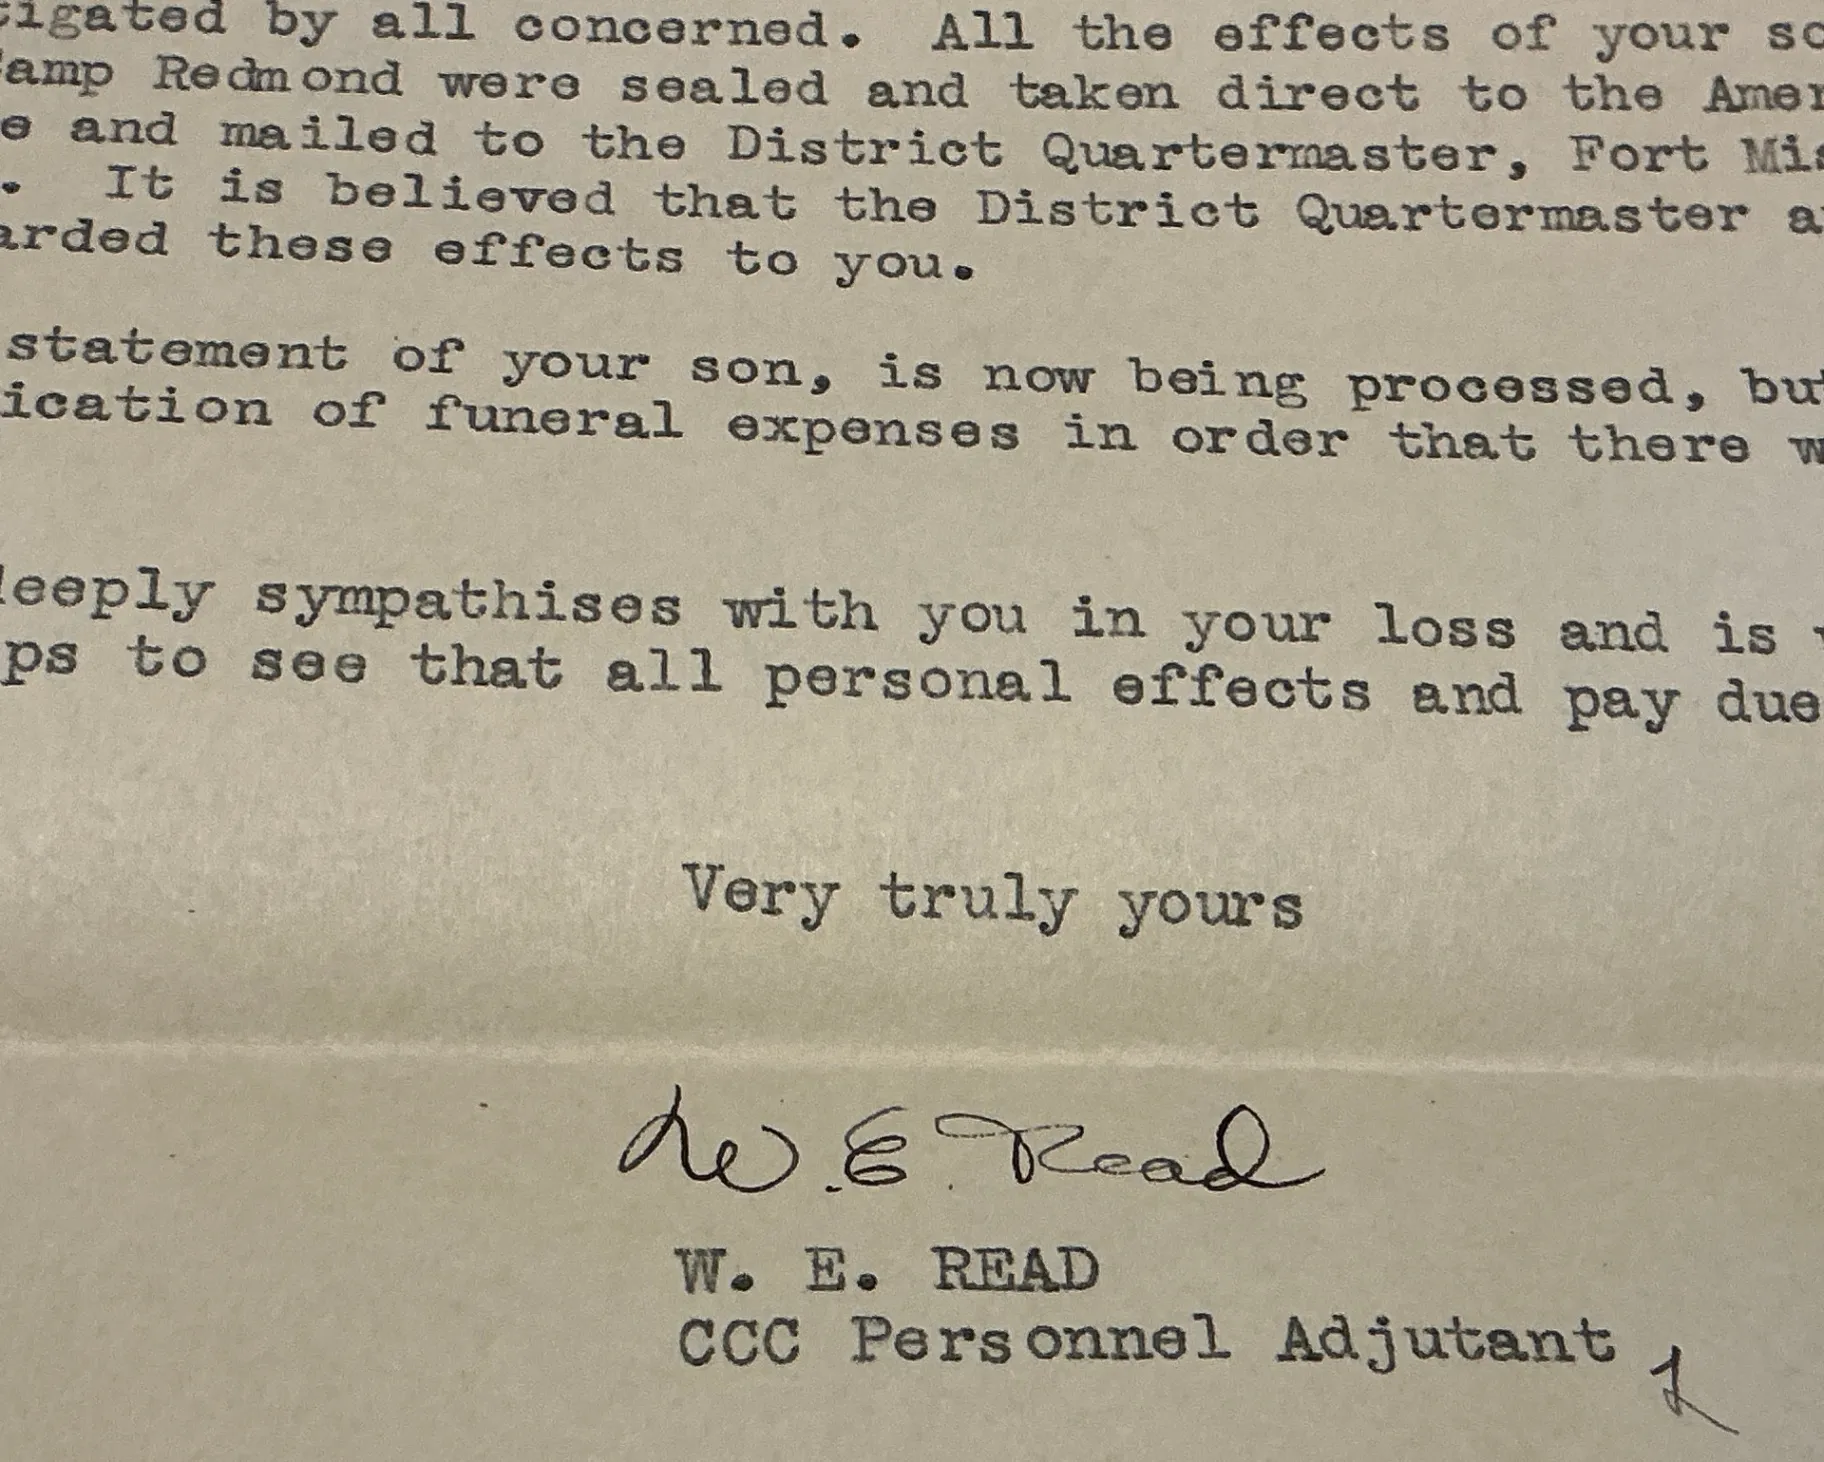 tigated by all concerned. All the effects of your so
Camp Redmond were sealed and taken direct to the Amer
e and mailed to the District Quartermaster, Fort Mis
. It is believed that the District Quartermaster a
arded these effects to you.
statement of your son, is now being processed, but
ication of funeral expenses in order that there w
deeply sympathises with you in your loss and is
ps to see that all personal effects and pay due
Very truly yours
W. E. Read
W. E. READ
CCC Personnel Adjutant